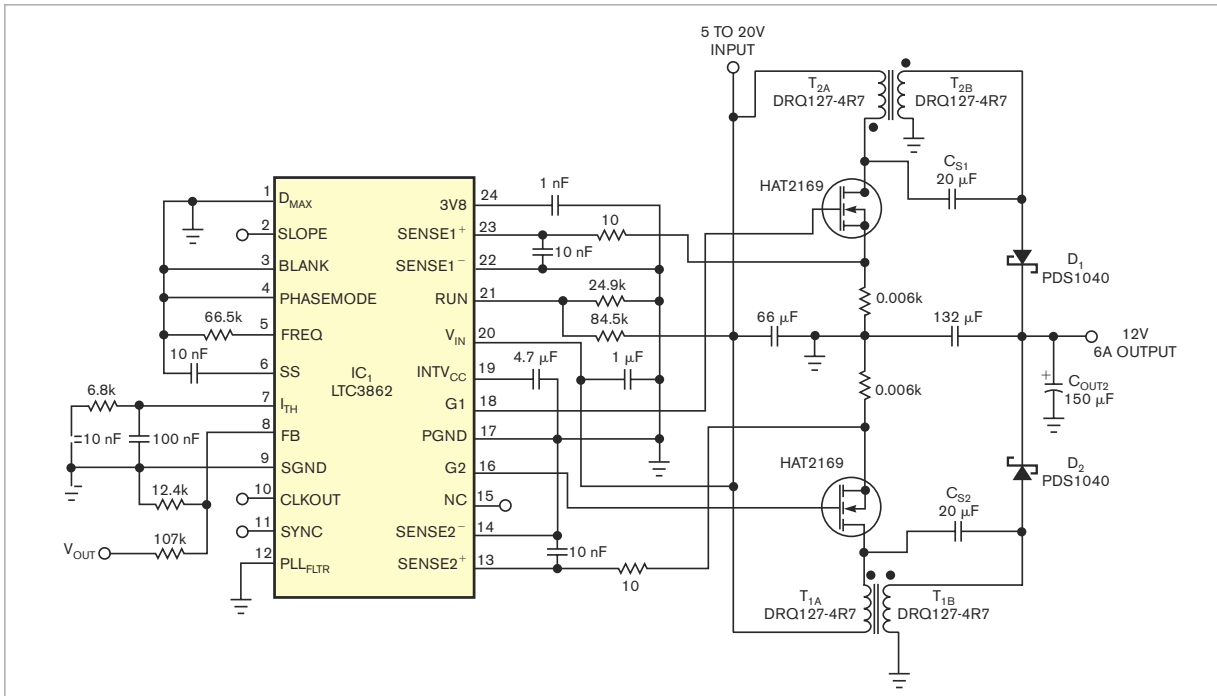 5 TO 20V
INPUT
T2A
DRQ127-4R7
T2B
DRQ127-4R7
CS1
20 µF
HAT2169
D1
PDS1040
0.006k
66 µF
132 µF
12V
6A OUTPUT
+
COUT2
150 µF
0.006k
HAT2169
D2
PDS1040
CS2
20 µF
T1A
DRQ127-4R7
T1B
DRQ127-4R7
IC1
LTC3862
1 DMAX
2 SLOPE
3 BLANK
4 PHASEMODE
66.5k
5 FREQ
10 nF
6 SS
6.8k
7 ITH
8 FB
10 nF
100 nF
9 SGND
12.4k
10 CLKOUT
11 SYNC
VOUT
107k
12 PLLFLTR
3V8 24
1 nF
SENSE1+ 23
10
10 nF
SENSE1– 22
RUN 21
24.9k
84.5k
VIN 20
4.7 µF
1 µF
INTVCC 19
G1 18
PGND 17
G2 16
NC 15
SENSE2– 14
10 nF
SENSE2+ 13
10